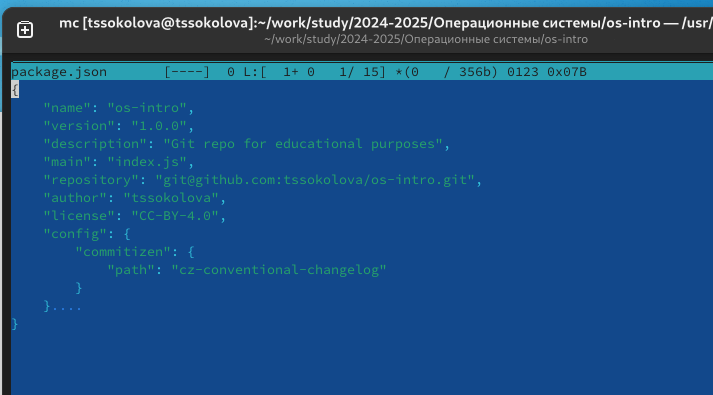 mc [tssokolova@tssokolova]:~/work/study/2024-2025/Операционные системы/os-intro — /usr/
~/work/study/2024-2025/Операционные системы/os-intro
package.json       [----]  0 L:[  1+ 0   1/ 15] *(0   / 356b) 0123 0x07B
{
    "name": "os-intro",
    "version": "1.0.0",
    "description": "Git repo for educational purposes",
    "main": "index.js",
    "repository": "git@github.com:tssokolova/os-intro.git",
    "author": "tssokolova",
    "license": "CC-BY-4.0",
    "config": {
        "commitizen": {
            "path": "cz-conventional-changelog"
        }
    }....
}